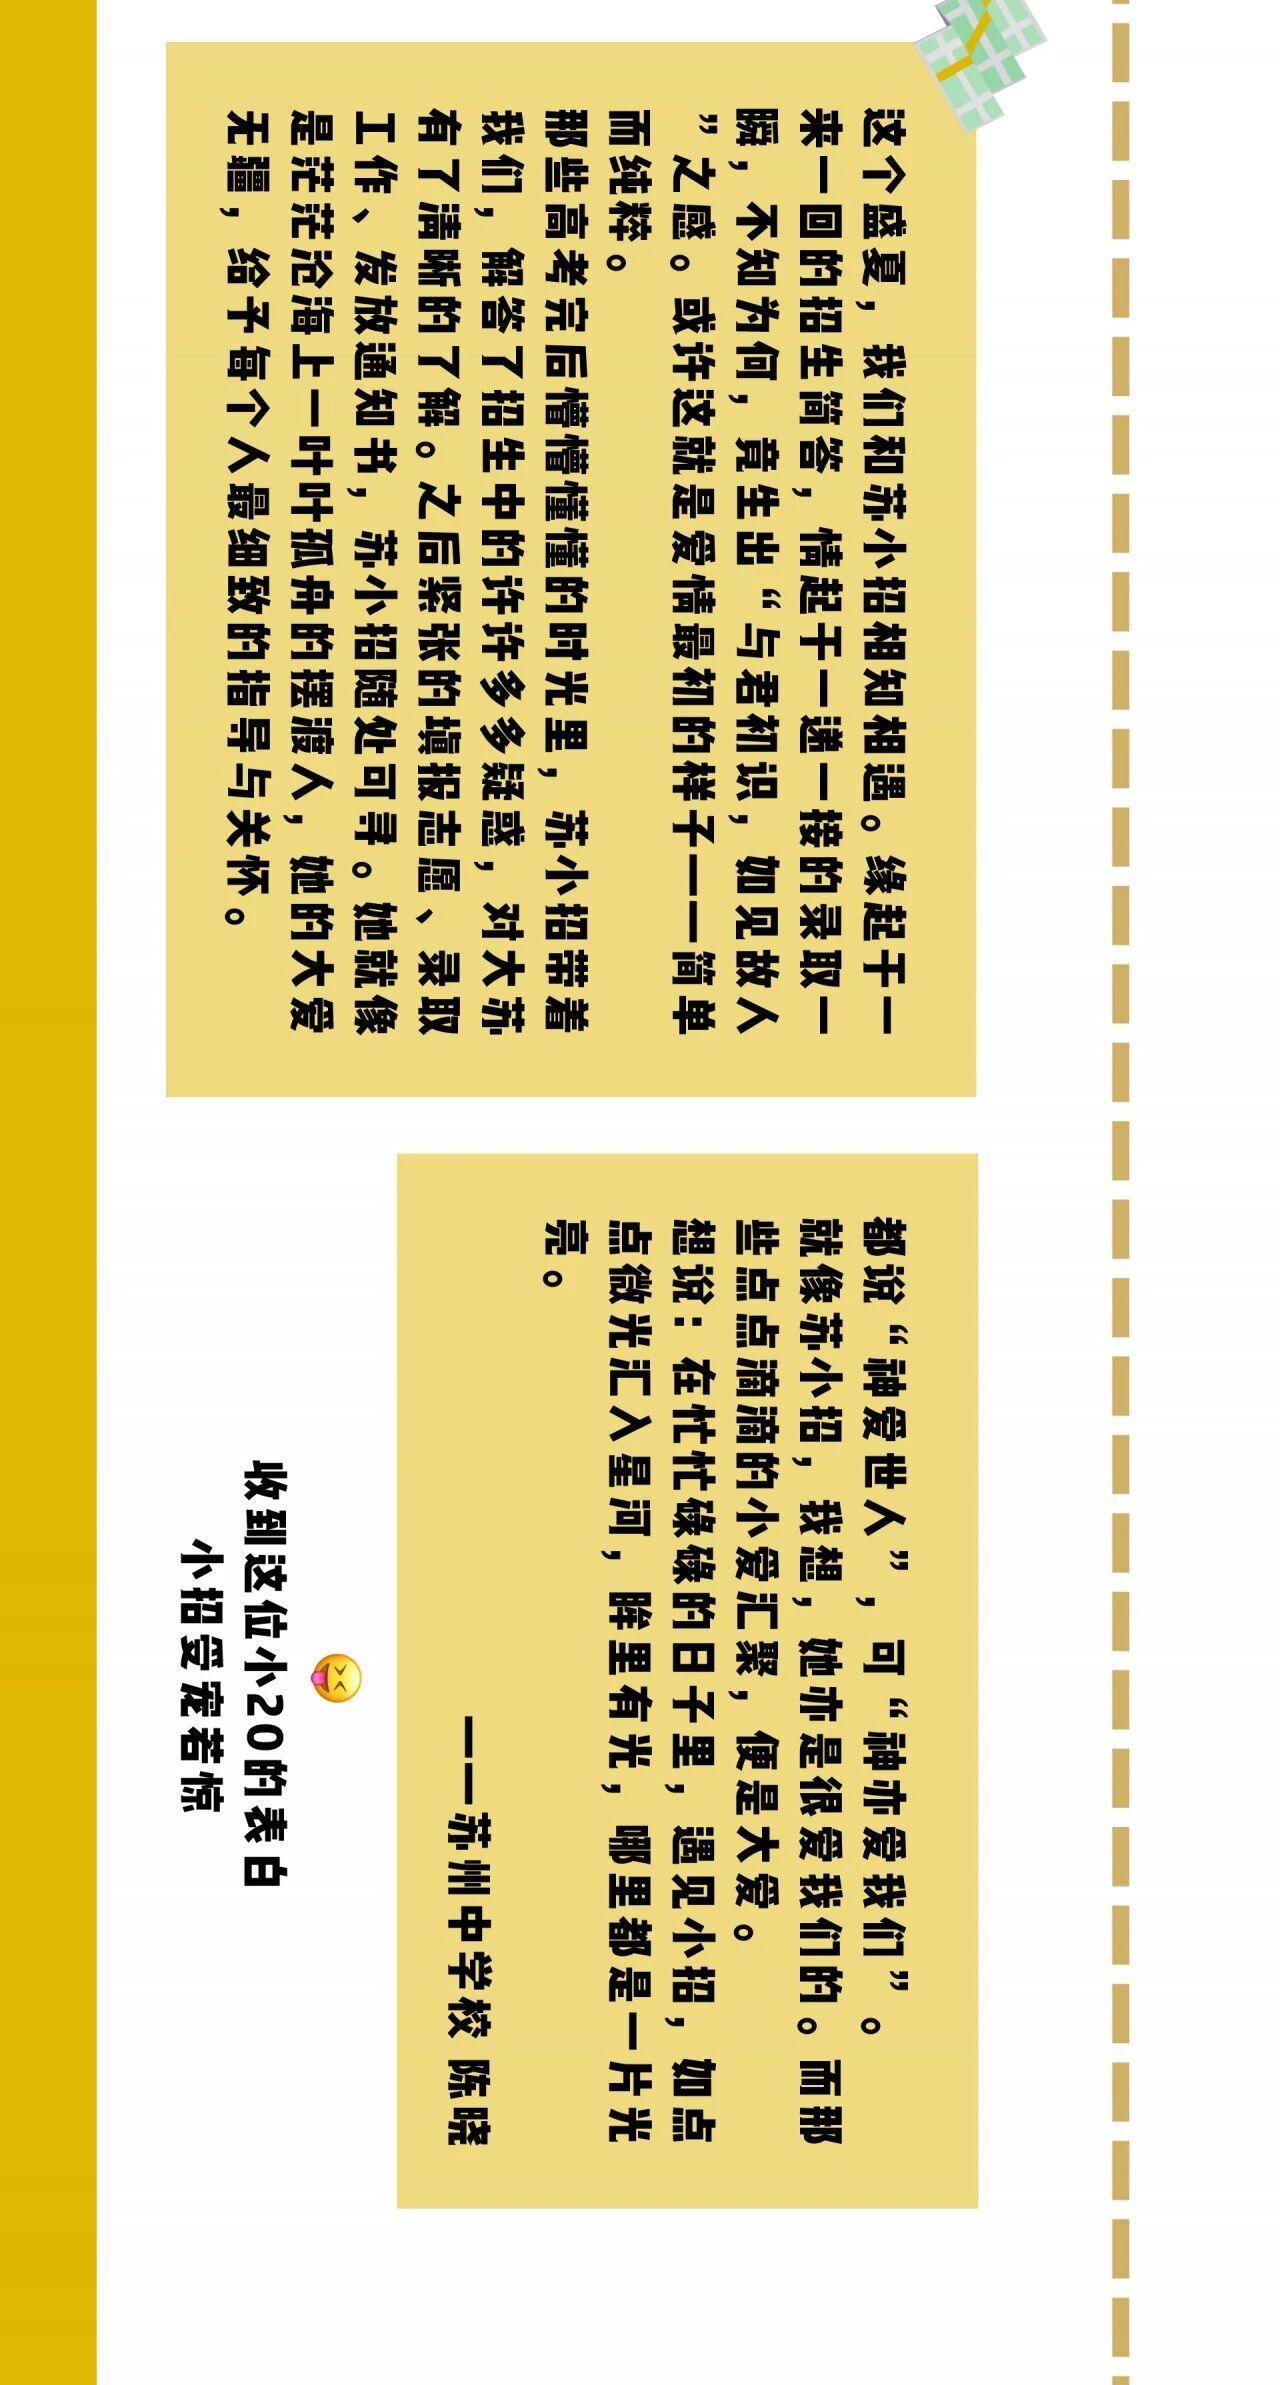 这个盛夏，我们和苏小招相知相遇。缘起于一
来一回的招生简答，情起于一递一接的录取一
瞬，不知为何，竟生出“与君初识，如见故人
”之感。或许这就是爱情最初的样子——简单
而纯粹。
那些高考完后懵懵懂懂的时光里，苏小招带着
我们，解答了招生中的许许多多疑惑，对大苏
有了清晰的了解。之后紧张的填报志愿、录取
工作、发放通知书，苏小招随处可寻。她就像
是茫茫沧海上一叶叶孤舟的摆渡人，她的大爱
无疆，给予每个人最细致的指导与关怀。
都说“神爱世人”，可“神亦爱我们”。
就像苏小招，我想，她亦是很爱我们的。而那
些点点滴滴的小爱汇聚，便是大爱。
想说：在忙忙碌碌的日子里，遇见小招，如点
点微光汇入星河，眸里有光，哪里都是一片光
亮。
——苏州中学校 陈晓
收到这位小20的表白
小招受宠若惊